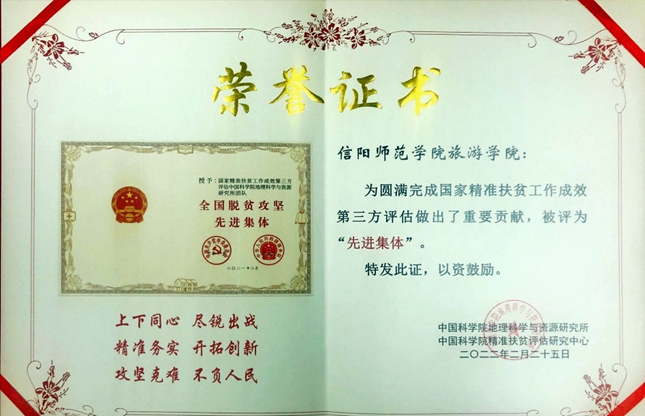 荣誉证书
授予：国家精准扶贫工作成效第三方
评估中国科学院地理科学与资源
研究所团队
全国脱贫攻坚
先进集体
二〇二一年二月
上下同心 尽锐出战
精准务实 开拓创新
攻坚克难 不负人民
信阳师范学院旅游学院：
为圆满完成国家精准扶贫工作成效
第三方评估做出了重要贡献，被评为
“先进集体”。
特发此证，以资鼓励。
中国科学院地理科学与资源研究所
中国科学院精准扶贫评估研究中心
二〇二二年二月二十五日